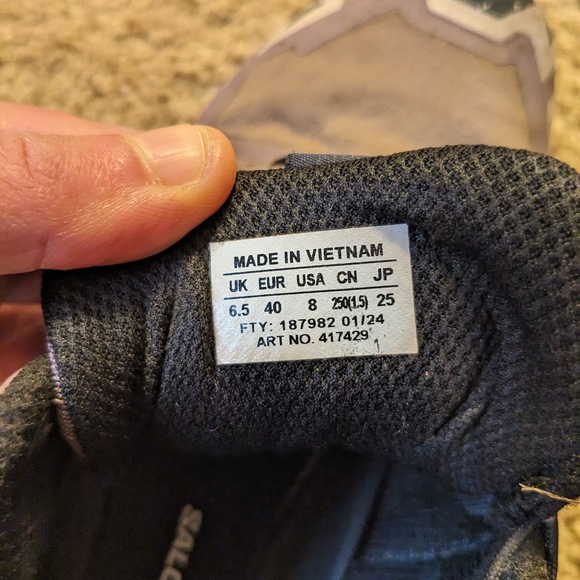 MADE IN VIETNAM
UK EUR USA CN JP
6.5 40 8 250(1.5) 25
FTY: 187982 01/24
ART NO. 417429
SALO